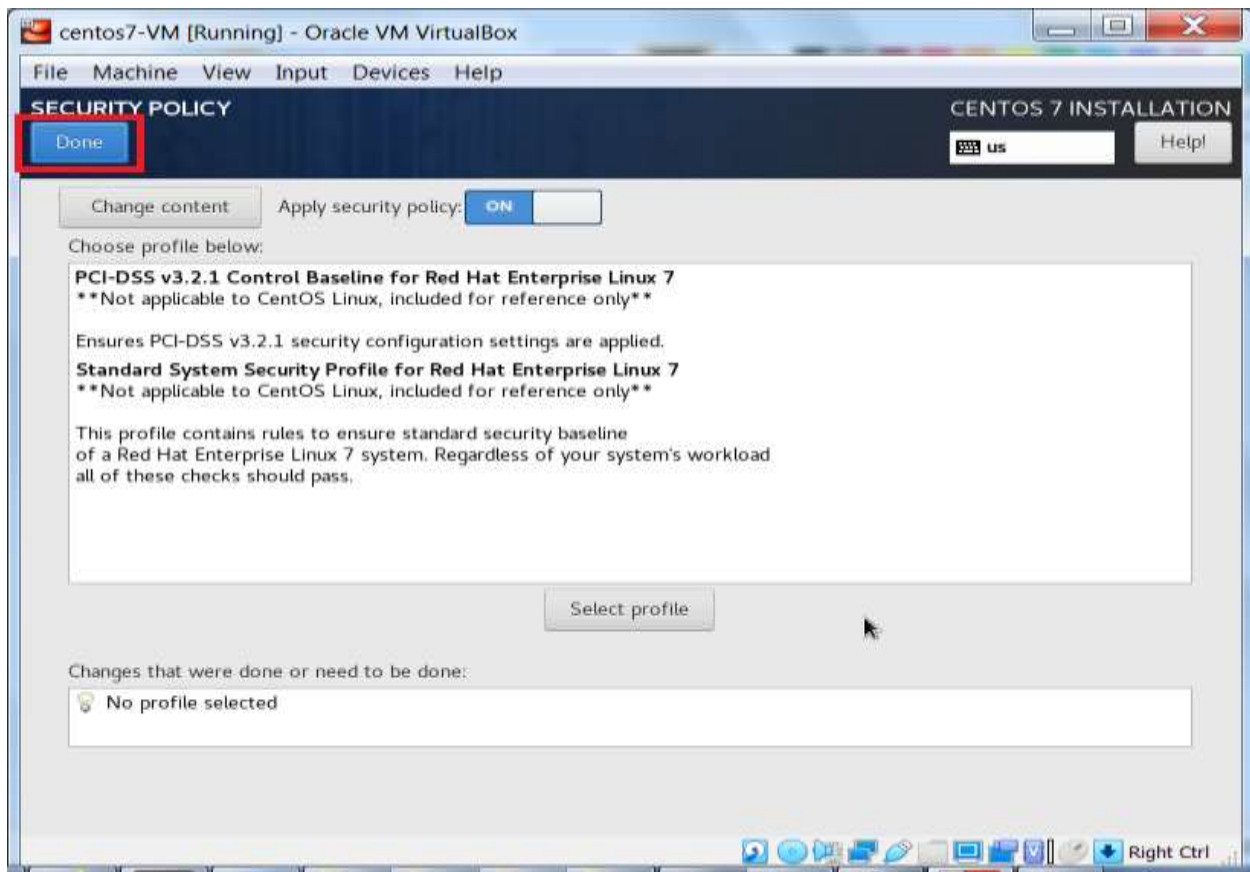 centos7-VM [Running] - Oracle VM VirtualBox
File Machine View Input Devices Help
SECURITY POLICY
CENTOS 7 INSTALLATION
Done
us
Help!
Change content
Apply security policy:
ON
Choose profile below:
PCI-DSS v3.2.1 Control Baseline for Red Hat Enterprise Linux 7
**Not applicable to CentOS Linux, included for reference only**
Ensures PCI-DSS v3.2.1 security configuration settings are applied.
Standard System Security Profile for Red Hat Enterprise Linux 7
**Not applicable to CentOS Linux, included for reference only**
This profile contains rules to ensure standard security baseline
of a Red Hat Enterprise Linux 7 system. Regardless of your system's workload
all of these checks should pass.
Select profile
Changes that were done or need to be done:
No profile selected
Right Ctrl